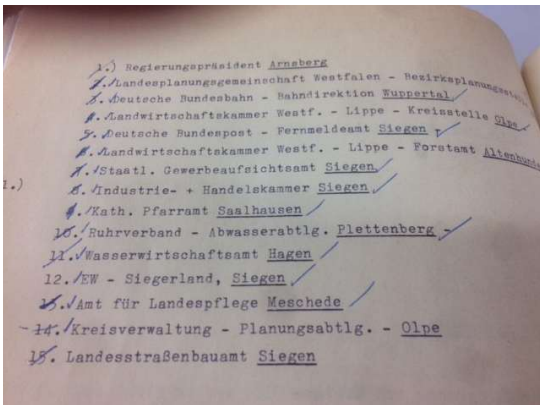 1.) Regierungspräsident Arnsberg
2. Landesplanungsgemeinschaft Westfalen - Bezirksplanungsstelle
3. Deutsche Bundesbahn - Bahndirektion Wuppertal
4. Landwirtschaftskammer Westf. - Lippe - Kreisstelle Olpe
5. Deutsche Bundespost - Fernmeldeamt Siegen
6. Landwirtschaftskammer Westf. - Lippe - Forstamt Altenhunde
7. Staatl. Gewerbeaufsichtsamt Siegen
1.) 8. Industrie- + Handelskammer Siegen
9. Kath. Pfarramt Saalhausen
10. Ruhrverband - Abwasserabtlg. Plettenberg -
11. Wasserwirtschaftsamt Hagen
12. EW - Siegerland, Siegen
13. Amt für Landespflege Meschede
14. Kreisverwaltung - Planungsabtlg. - Olpe
15. Landesstraßenbauamt Siegen